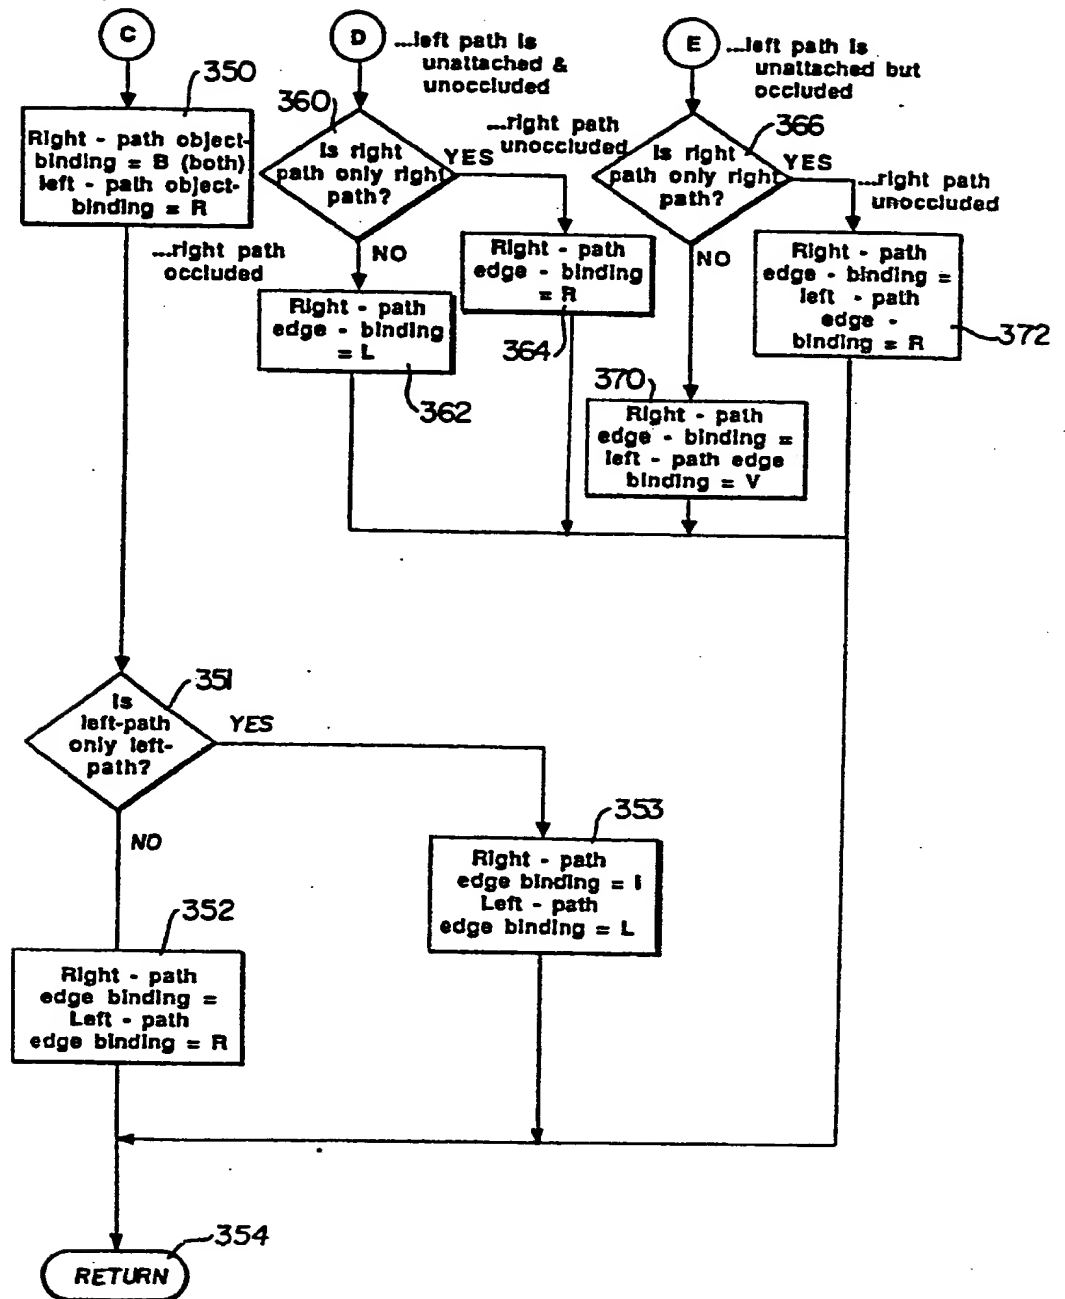 C
350
Right - path object-
binding = B (both)
left - path object-
binding = R
D
...left path is
unattached &
unoccluded
360
Is right
path only right
path?
YES
...right path
unoccluded
NO
...right path
occluded
Right - path
edge - binding
= L
362
Right - path
edge - binding
= R
364
E
...left path is
unattached but
occluded
366
Is right
path only right
path?
YES
...right path
unoccluded
NO
Right - path
edge - binding =
left - path
edge -
binding = R
372
370
Right - path
edge - binding =
left - path edge
binding = V
351
Is
left-path
only left-
path?
YES
NO
353
Right - path
edge binding = I
Left - path
edge binding = L
352
Right - path
edge binding =
Left - path
edge binding = R
354
RETURN